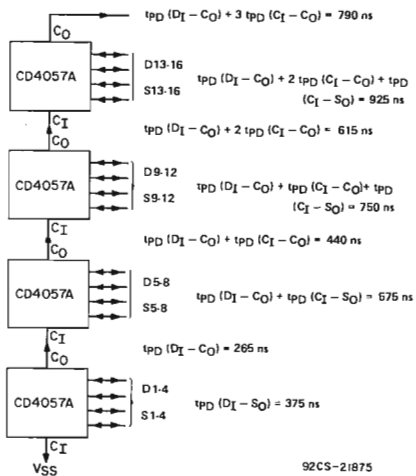 tPD (DI – CO) + 3 tPD (CI – CO) = 790 ns
CO
CD4057A
D13-16
S13-16
tPD (DI – CO) + 2 tPD (CI – CO) + tPD
(CI – SO) = 925 ns
CI
CO
tPD (DI – CO) + 2 tPD (CI – CO) = 615 ns
CD4057A
D9-12
S9-12
tPD (DI – CO) + tPD (CI – CO) + tPD
(CI – SO) = 750 ns
CI
CO
tPD (DI – CO) + tPD (CI – CO) = 440 ns
CD4057A
D5-8
S5-8
tPD (DI – CO) + tPD (CI – SO) = 575 ns
CI
CO
tPD (DI – CO) = 265 ns
CD4057A
D1-4
S1-4
tPD (DI – SO) = 375 ns
CI
VSS
92CS-21875